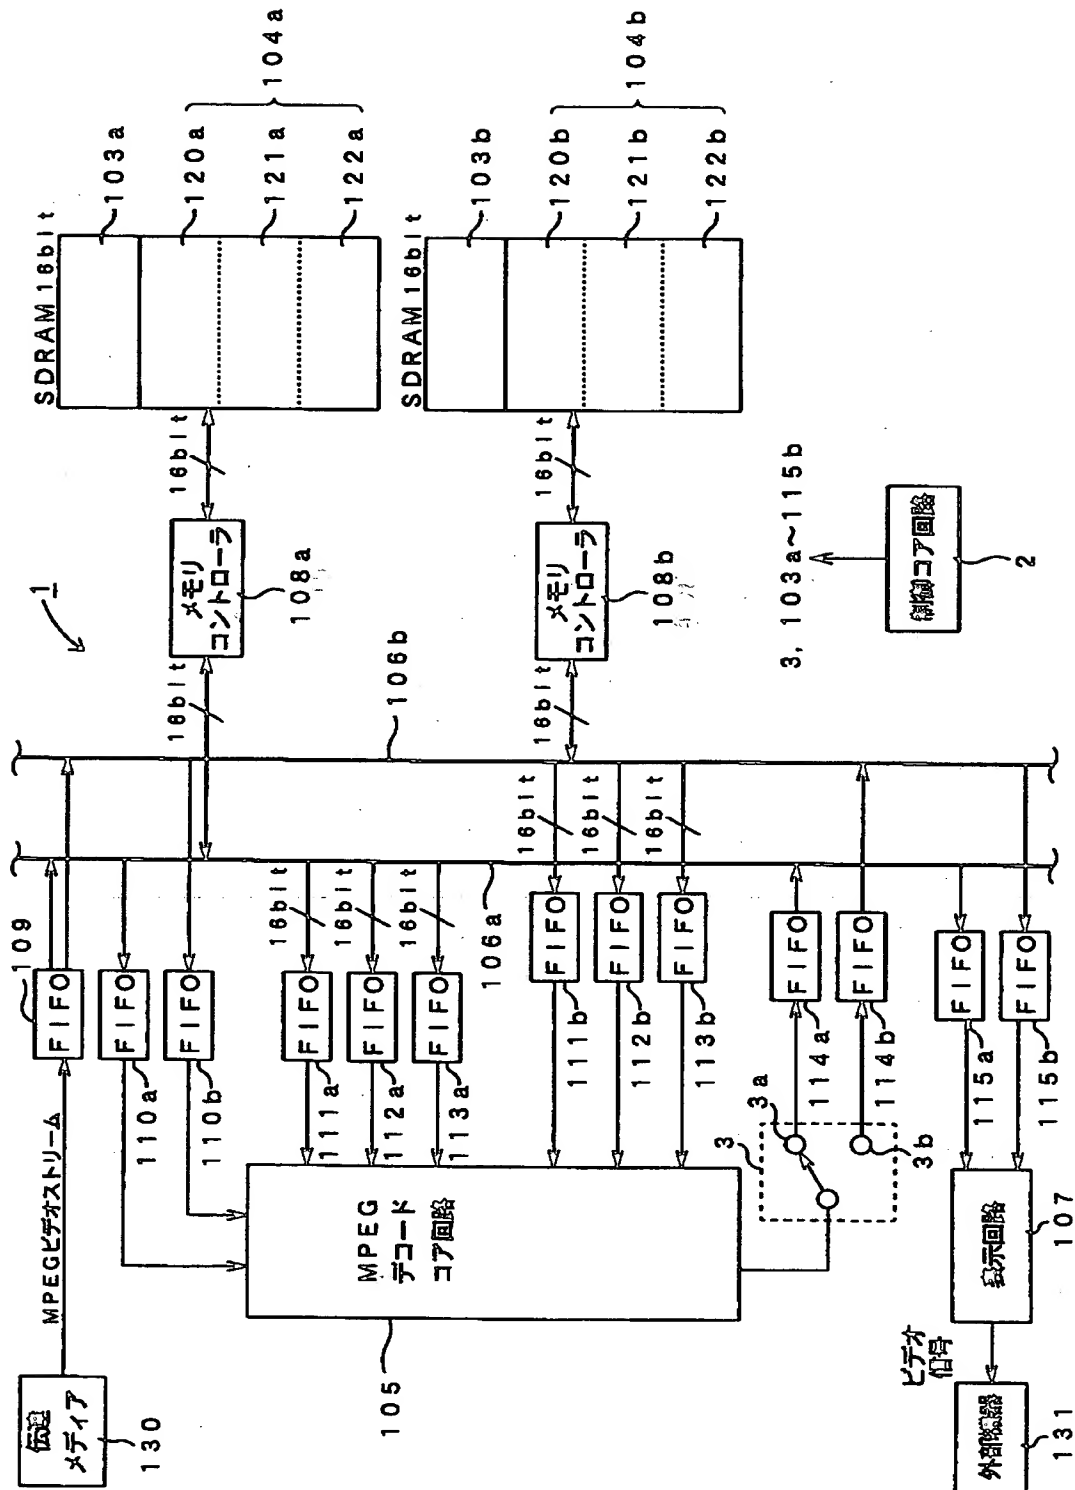 1
伝達
メディア
130
MPEGビデオストリーム
FIFO
109
FIFO
110a
FIFO
110b
MPEG
デコード
コア回路
105
FIFO
111a
16bit
FIFO
112a
16bit
FIFO
113a
16bit
FIFO
111b
16bit
FIFO
112b
16bit
FIFO
113b
16bit
106a
106b
3
3a
3b
FIFO
114a
FIFO
114b
FIFO
115a
FIFO
115b
表示回路
107
ビデオ
信号
外部機器
131
16bit
メモリ
コントローラ
108a
16bit
SDRAM 16bit
103a
120a
121a
122a
104a
16bit
メモリ
コントローラ
108b
16bit
SDRAM 16bit
103b
120b
121b
122b
104b
3, 103a~115b
制御コア回路
2